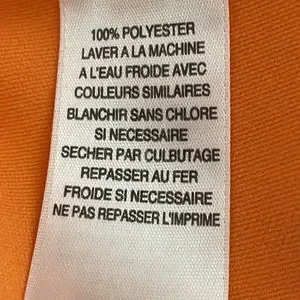 100% POLYESTER
LAVER A LA MACHINE
A L'EAU FROIDE AVEC
COULEURS SIMILAIRES
BLANCHIR SANS CHLORE
SI NECESSAIRE
SECHER PAR CULBUTAGE
REPASSER AU FER
FROIDE SI NECESSAIRE
NE PAS REPASSER L'IMPRIME